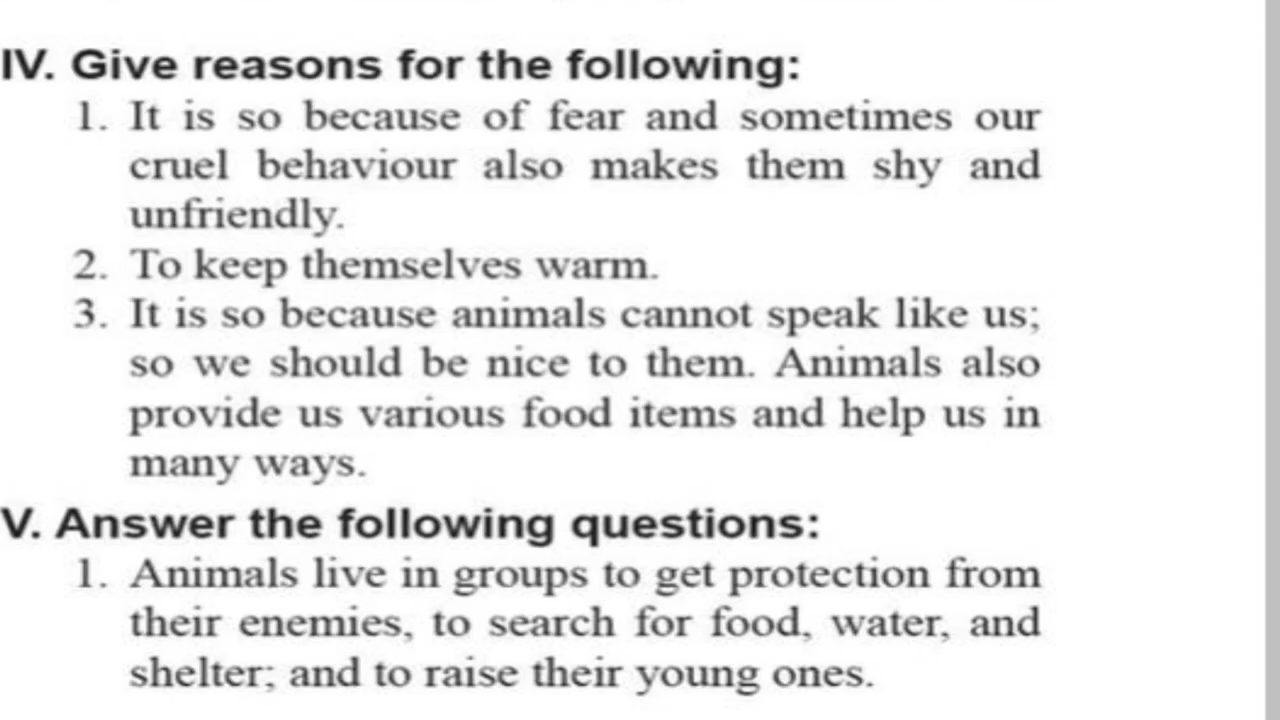 IV. Give reasons for the following:
1. It is so because of fear and sometimes our
cruel behaviour also makes them shy and
unfriendly.
2. To keep themselves warm.
3. It is so because animals cannot speak like us;
so we should be nice to them. Animals also
provide us various food items and help us in
many ways.
V. Answer the following questions:
1. Animals live in groups to get protection from
their enemies, to search for food, water, and
shelter; and to raise their young ones.